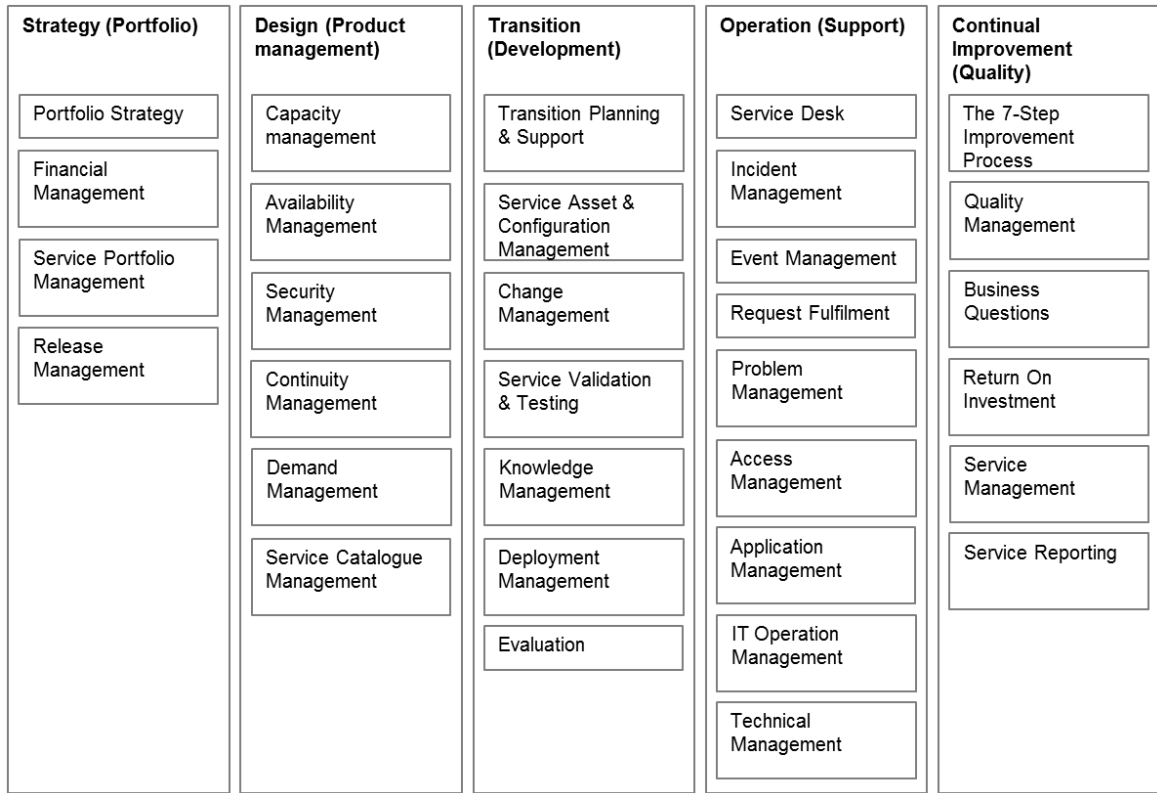 Strategy (Portfolio)
Portfolio Strategy
Financial
Management
Service Portfolio
Management
Release
Management
Design (Product
management)
Capacity
management
Availability
Management
Security
Management
Continuity
Management
Demand
Management
Service Catalogue
Management
Transition
(Development)
Transition Planning
& Support
Service Asset &
Configuration
Management
Change
Management
Service Validation
& Testing
Knowledge
Management
Deployment
Management
Evaluation
Operation (Support)
Service Desk
Incident
Management
Event Management
Request Fulfilment
Problem
Management
Access
Management
Application
Management
IT Operation
Management
Technical
Management
Continual
Improvement
(Quality)
The 7-Step
Improvement
Process
Quality
Management
Business
Questions
Return On
Investment
Service
Management
Service Reporting